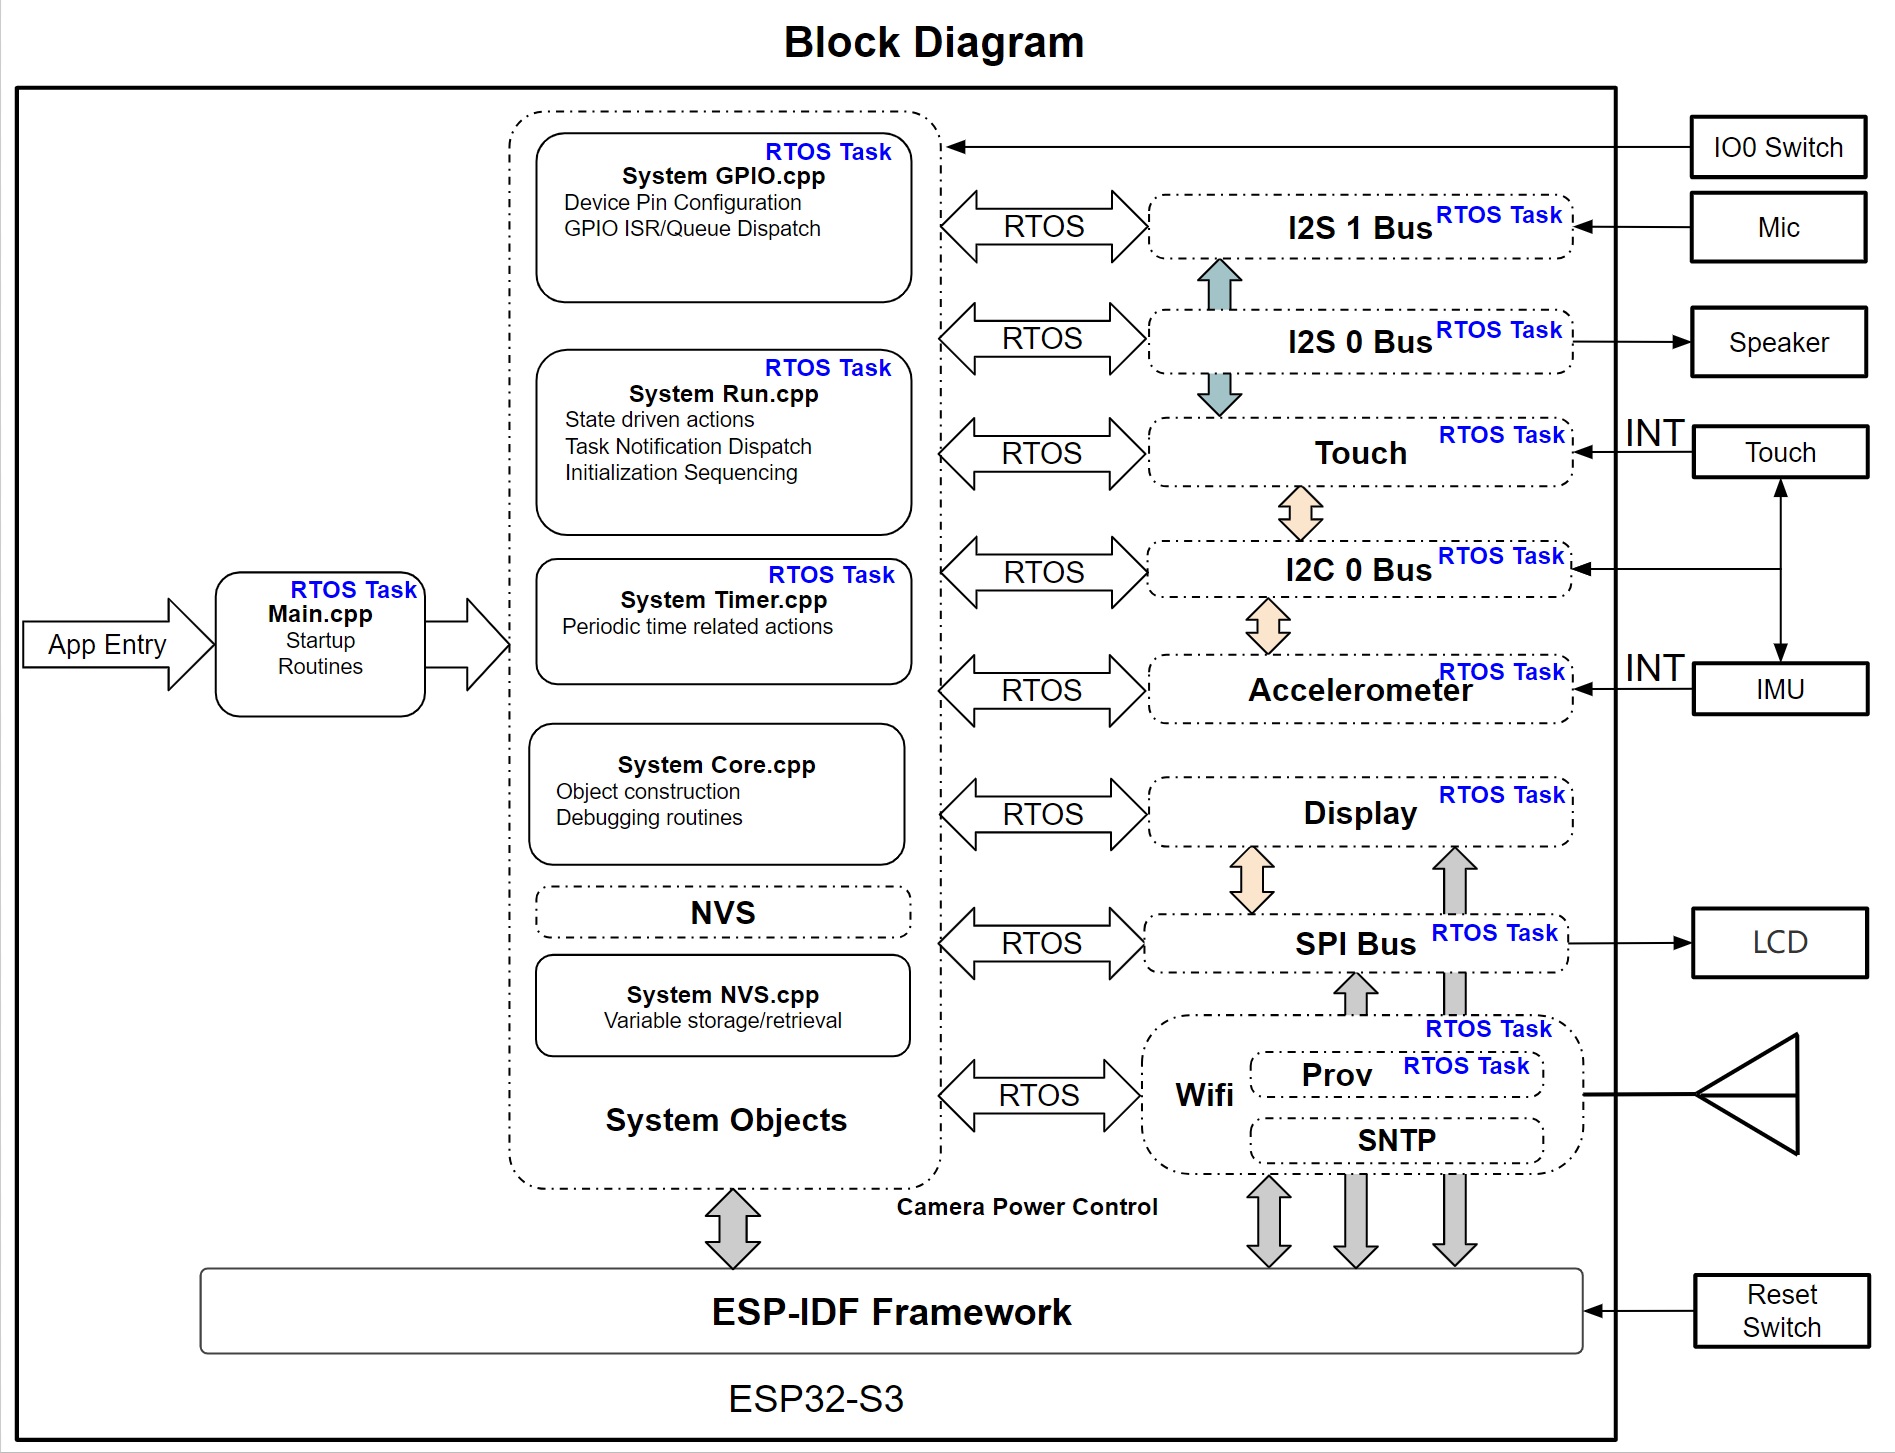 Block Diagram
RTOS Task
System GPIO.cpp
Device Pin Configuration
GPIO ISR/Queue Dispatch
RTOS Task
System Run.cpp
State driven actions
Task Notification Dispatch
Initialization Sequencing
RTOS Task
System Timer.cpp
Periodic time related actions
App Entry
RTOS Task
Main.cpp
Startup
Routines
System Core.cpp
Object construction
Debugging routines
NVS
System NVS.cpp
Variable storage/retrieval
System Objects
RTOS
RTOS
RTOS
RTOS
RTOS
RTOS
RTOS
RTOS
I2S 1 Bus
RTOS Task
I2S 0 Bus
RTOS Task
Touch
RTOS Task
I2C 0 Bus
RTOS Task
Accelerometer
RTOS Task
Display
RTOS Task
SPI Bus
RTOS Task
RTOS Task
Wifi
Prov
RTOS Task
SNTP
IO0 Switch
Mic
Speaker
INT
Touch
INT
IMU
LCD
Camera Power Control
ESP-IDF Framework
Reset
Switch
ESP32-S3